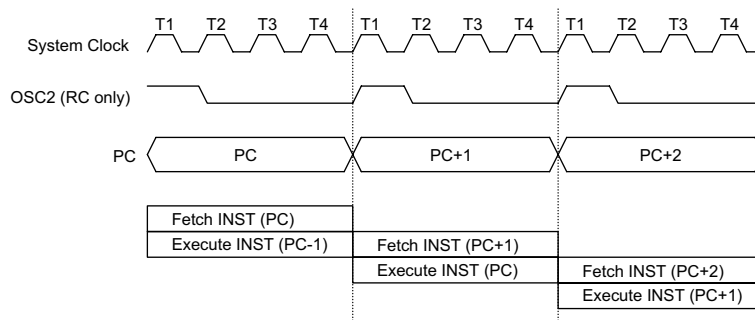 T1 T2 T3 T4 T1 T2 T3 T4 T1 T2 T3 T4
System Clock
OSC2 (RC only)
PC PC PC+1 PC+2
Fetch INST (PC)
Execute INST (PC-1) Fetch INST (PC+1)
Execute INST (PC) Fetch INST (PC+2)
Execute INST (PC+1)